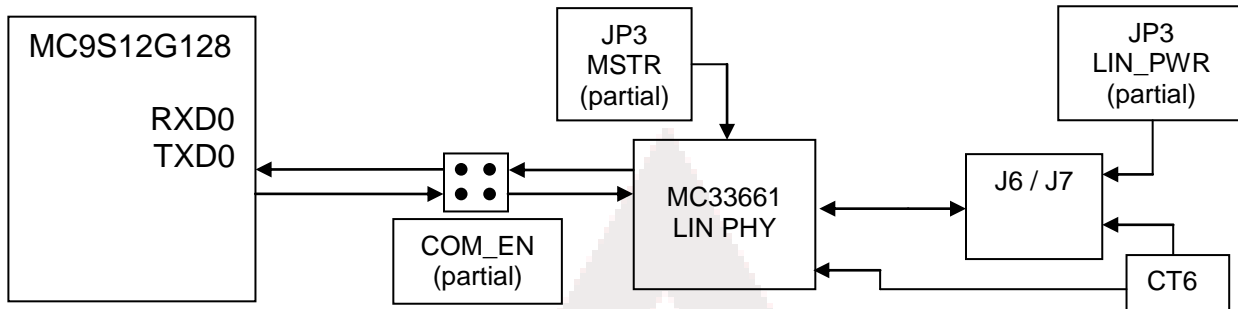 MC9S12G128
RXD0
TXD0
COM_EN
(partial)
JP3
MSTR
(partial)
MC33661
LIN PHY
JP3
LIN_PWR
(partial)
J6 / J7
CT6